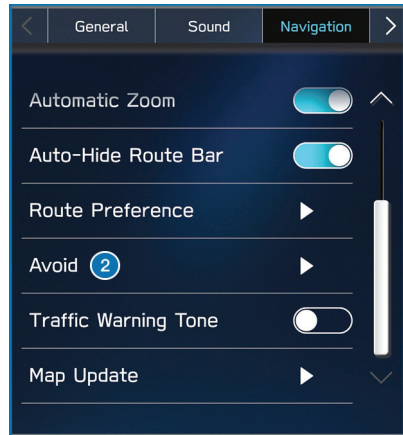 General
Sound
Navigation
Automatic Zoom
Auto-Hide Route Bar
Route Preference
Avoid 2
Traffic Warning Tone
Map Update